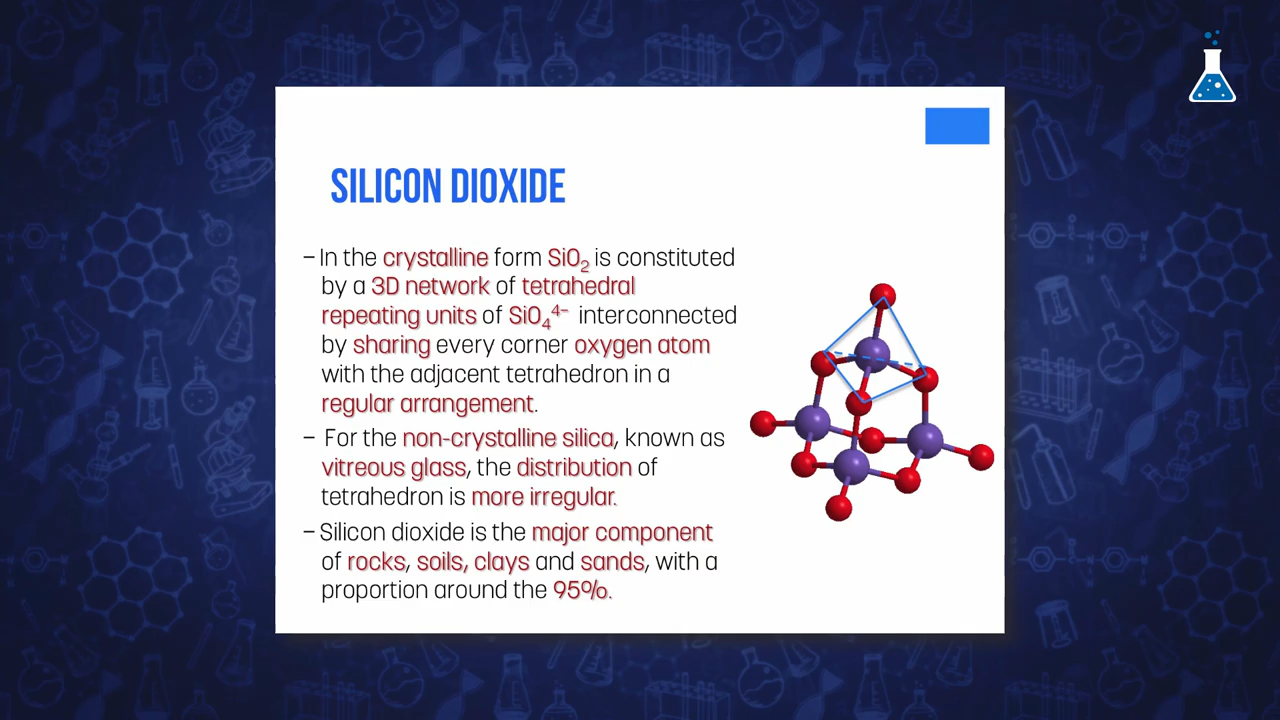 SILICON DIOXIDE
– In the crystalline form SiO₂ is constituted
by a 3D network of tetrahedral
repeating units of SiO₄⁴⁻ interconnected
by sharing every corner oxygen atom
with the adjacent tetrahedron in a
regular arrangement.
– For the non-crystalline silica, known as
vitreous glass, the distribution of
tetrahedron is more irregular.
– Silicon dioxide is the major component
of rocks, soils, clays and sands, with a
proportion around the 95%.